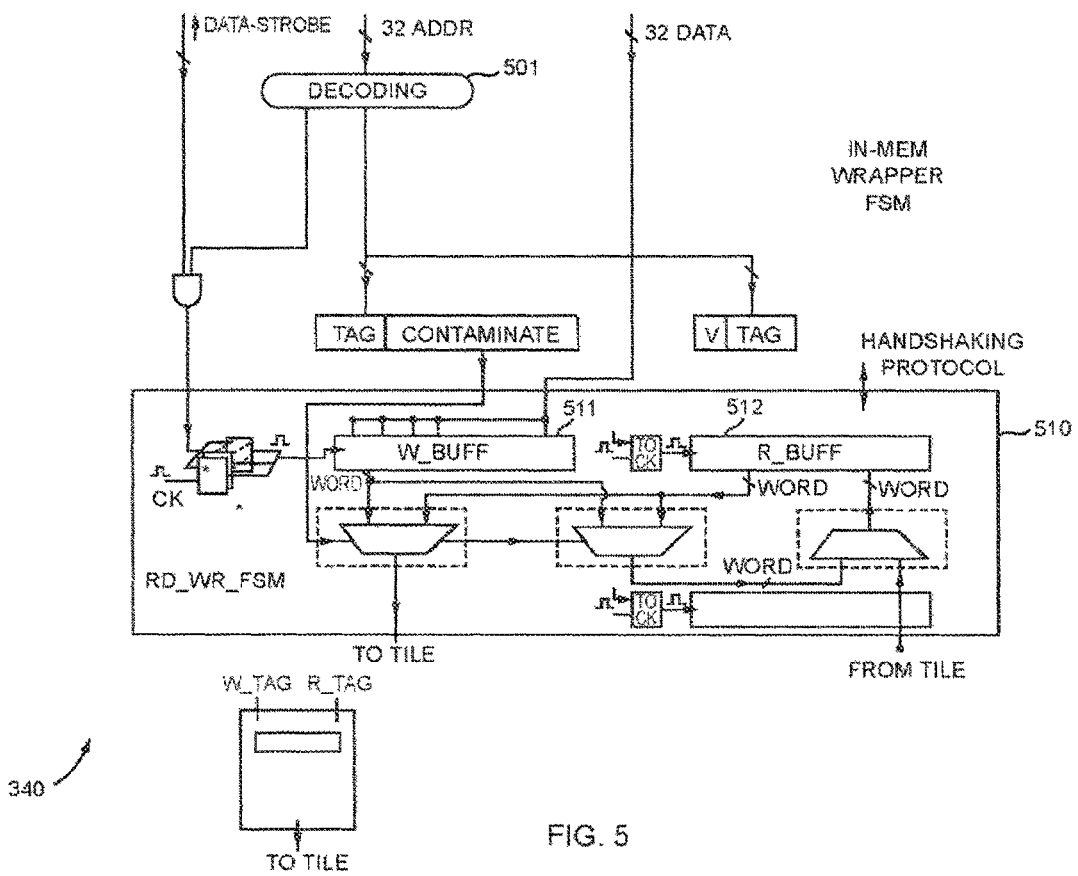 DATA-STROBE
32 ADDR
32 DATA
501
DECODING
IN-MEM
WRAPPER
FSM
TAG
CONTAMINATE
V
TAG
HANDSHAKING
PROTOCOL
511
512
510
W_BUFF
TO
CK
R_BUFF
CK
WORD
WORD
WORD
WORD
RD_WR_FSM
TO
CK
TO TILE
FROM TILE
W_TAG
R_TAG
340
TO TILE
FIG. 5